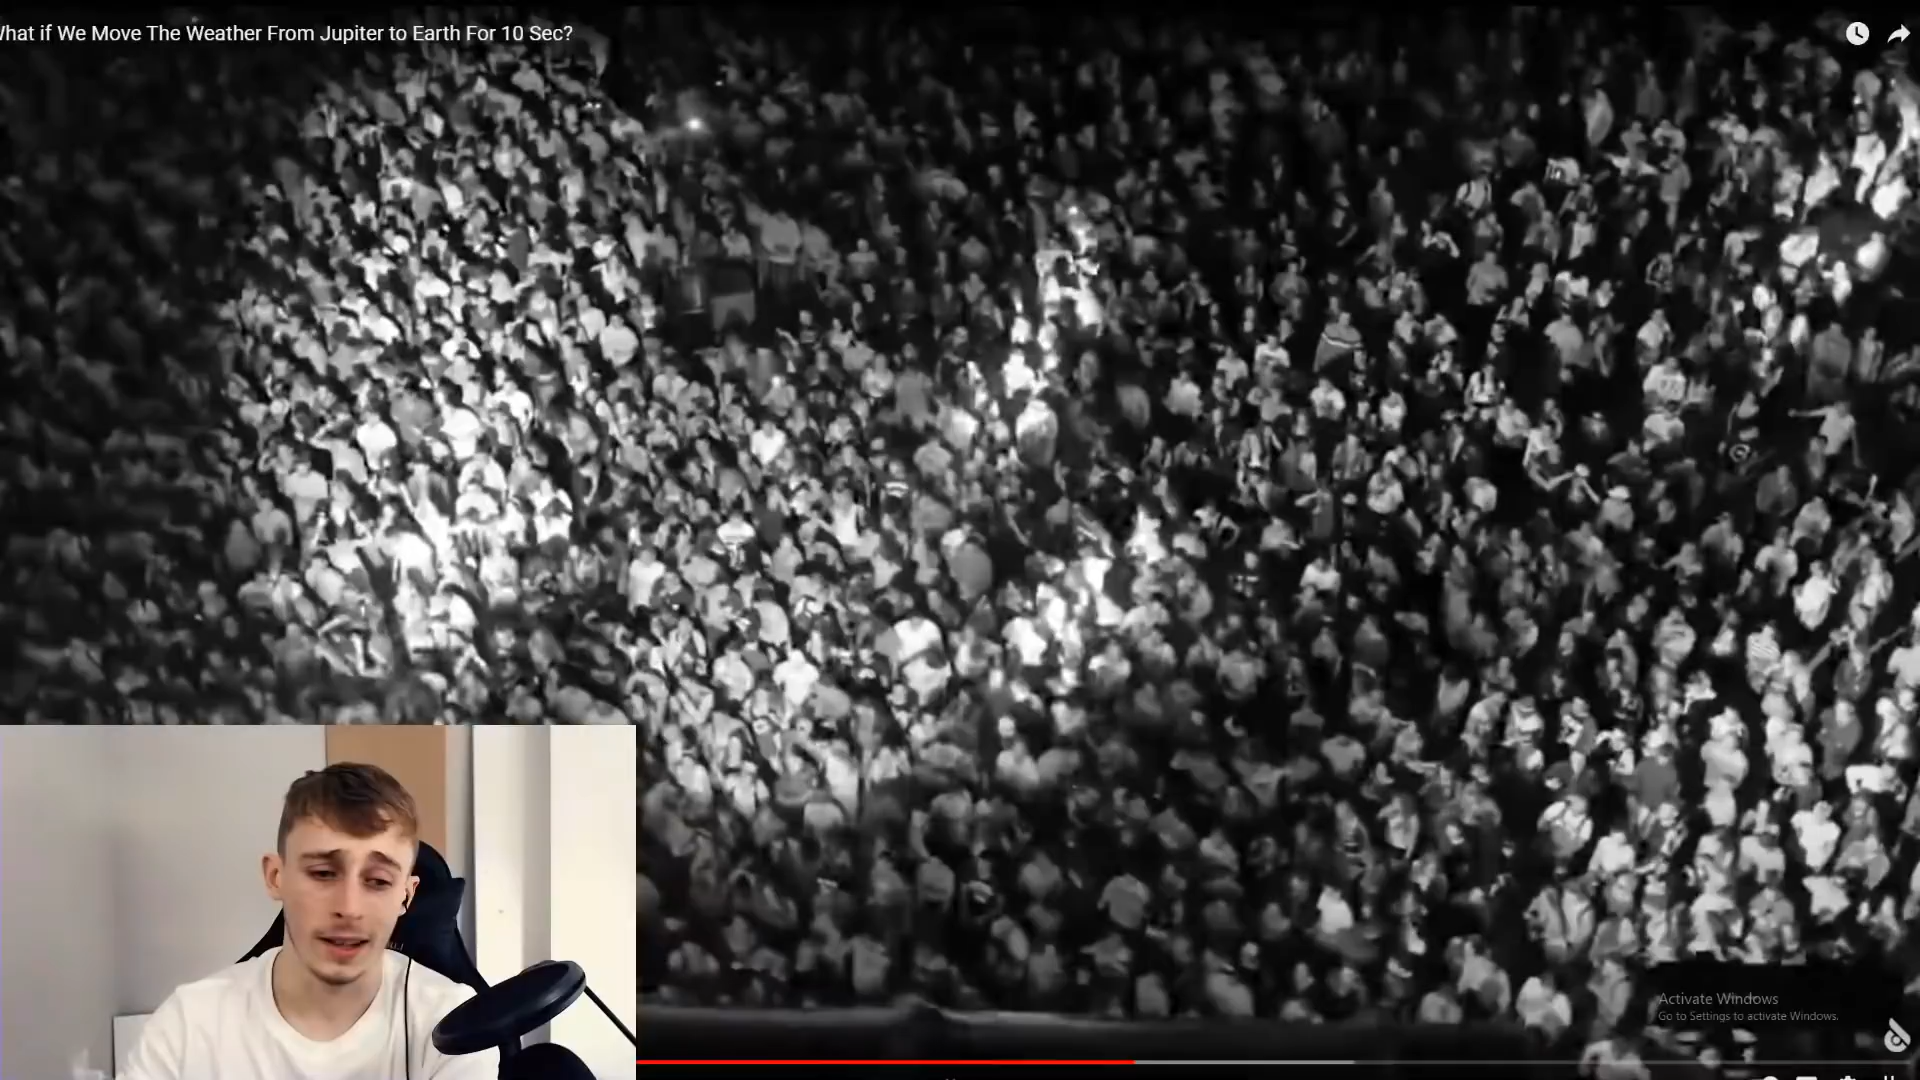 hat if We Move The Weather From Jupiter to Earth For 10 Sec?
Activate Windows
Go to Settings to activate Windows.